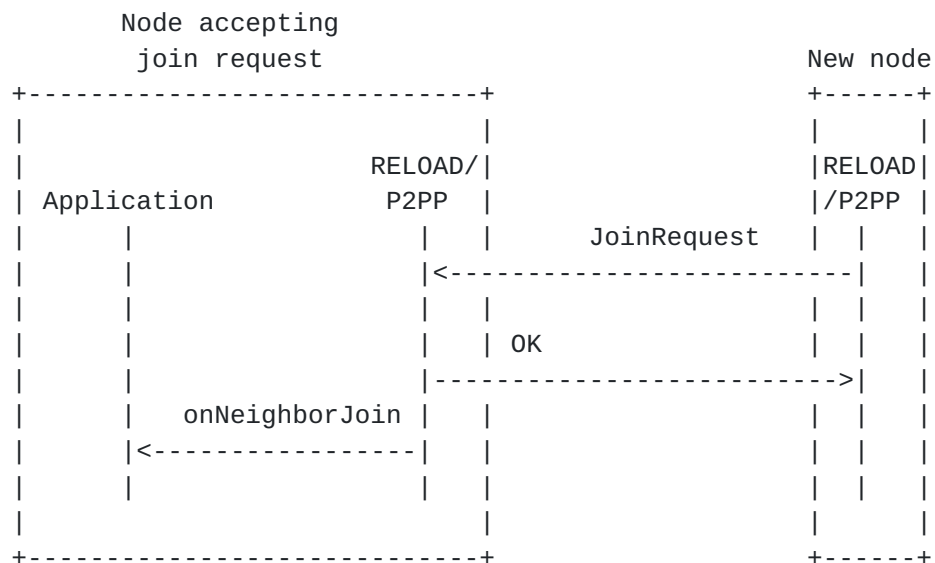 Node accepting
join request New node
RELOAD/ RELOAD
Application P2PP /P2PP
JoinRequest
OK
onNeighborJoin